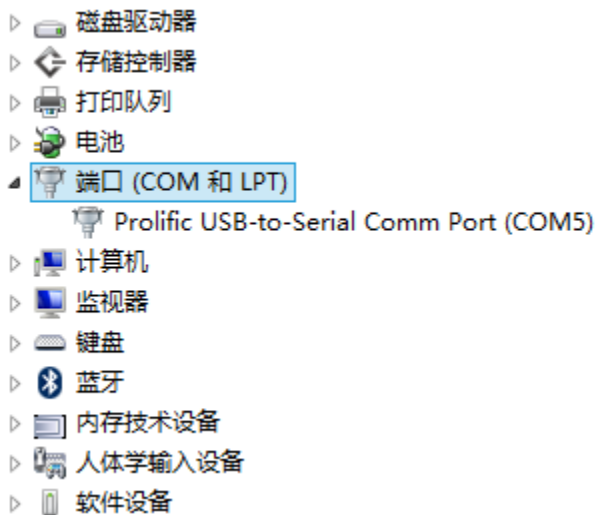 磁盘驱动器
存储控制器
打印队列
电池
端口 (COM 和 LPT)
Prolific USB-to-Serial Comm Port (COM5)
计算机
监视器
键盘
蓝牙
内存技术设备
人体学输入设备
软件设备